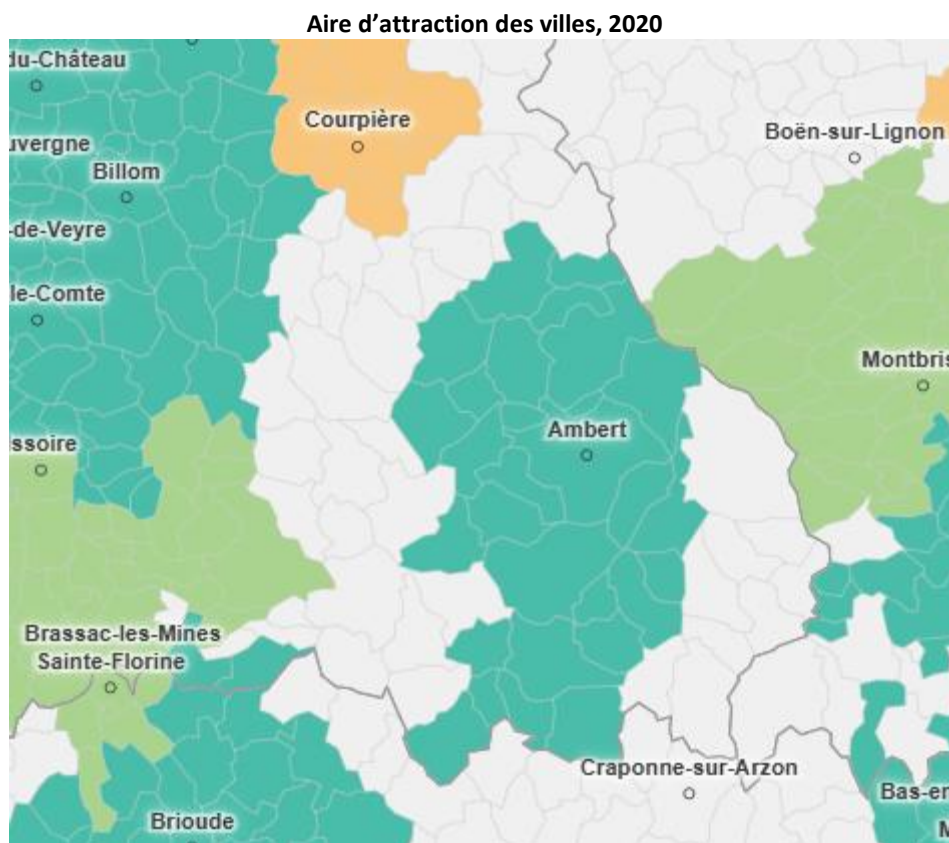 Aire d’attraction des villes, 2020
du-Château
Courpière
Boën-sur-Lignon
uvergne
Billom
-de-Veyre
le-Comte
Montbris
Ambert
ssoire
Brassac-les-Mines
Sainte-Florine
Craponne-sur-Arzon
Bas-en
Brioude
M